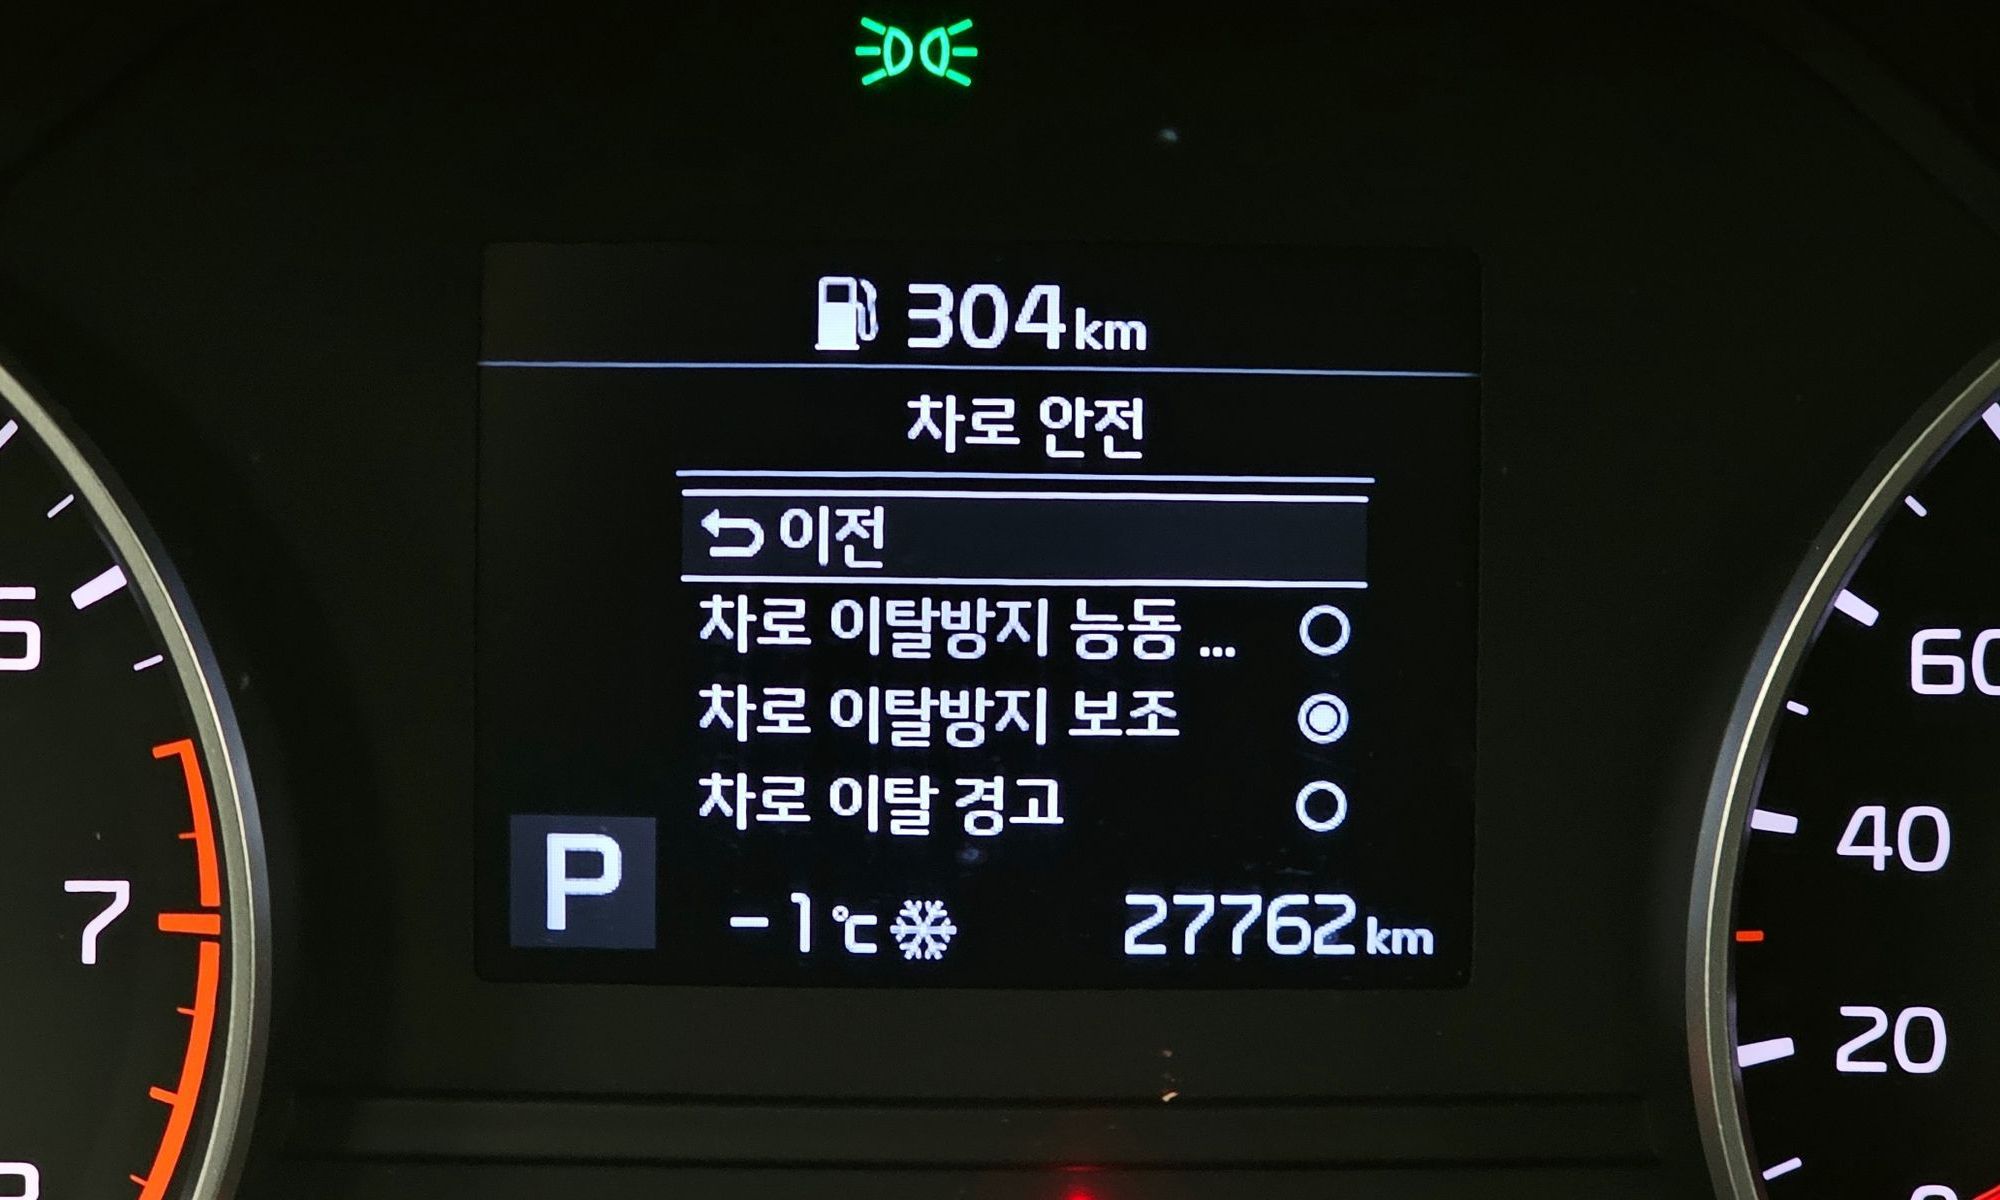 304km
차로 안전
이전
차로 이탈방지 능동 ...
차로 이탈방지 보조
차로 이탈 경고
P
-1℃
27762km
6
7
60
40
20